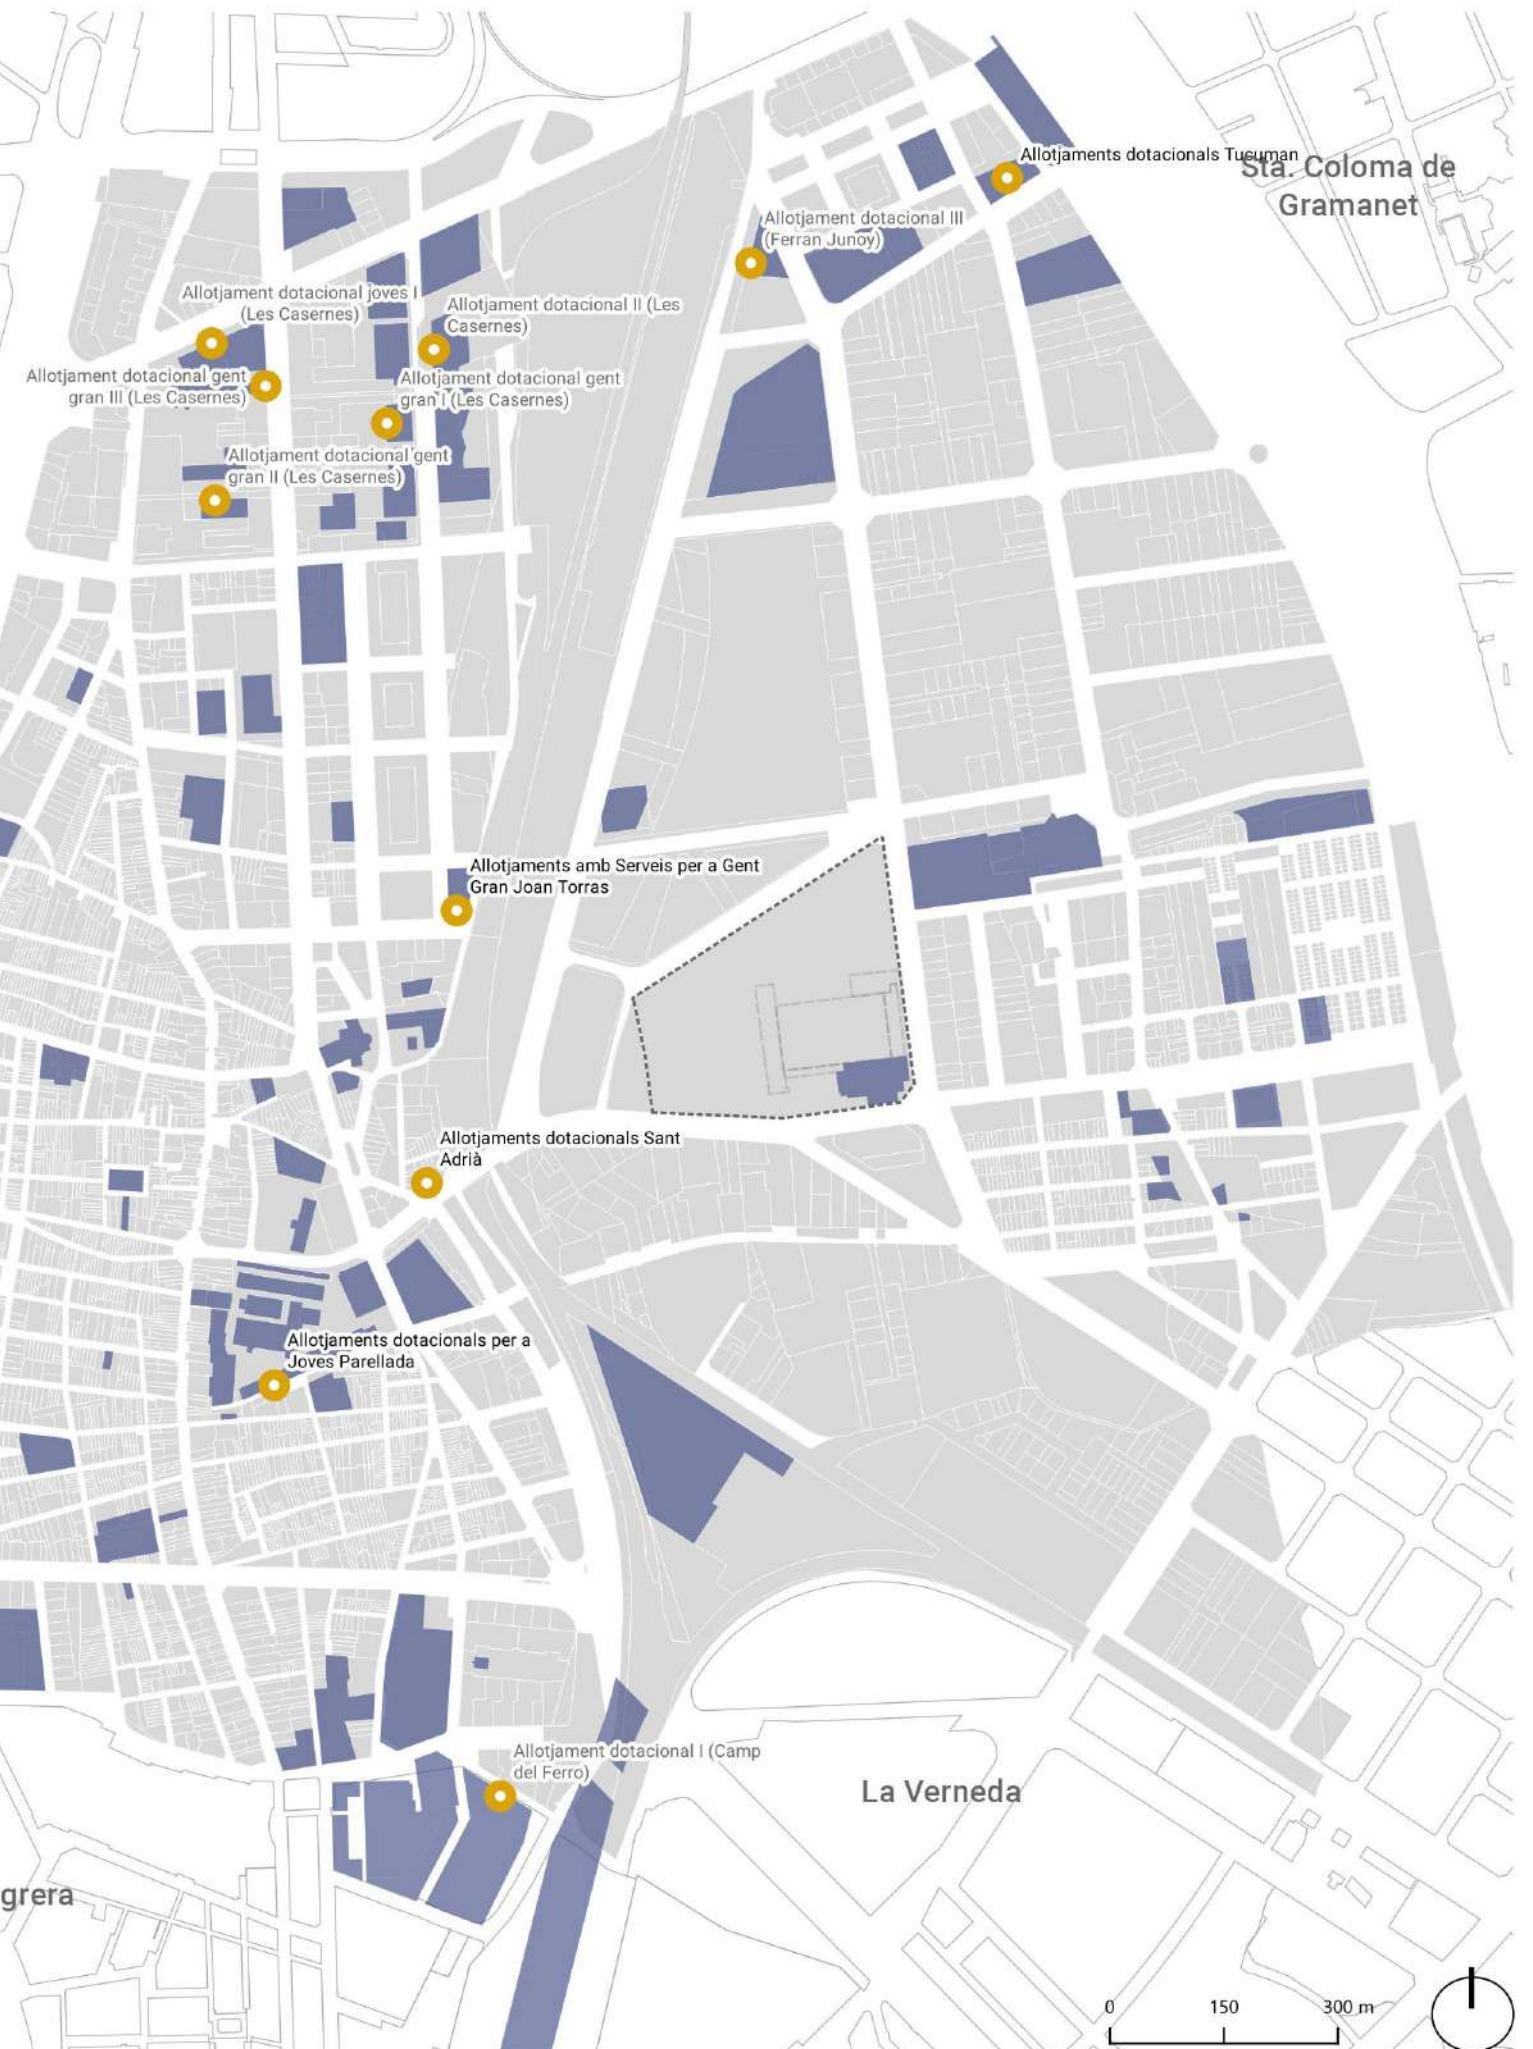 Allotjaments dotacionals Tucuman
Sta. Coloma de
Gramanet
Allotjament dotacional III
(Ferran Junoy)
Allotjament dotacional joves I
(Les Casernes)
Allotjament dotacional II (Les
Casernes)
Allotjament dotacional gent
gran III (Les Casernes)
Allotjament dotacional gent
gran I (Les Casernes)
Allotjament dotacional gent
gran II (Les Casernes)
Allotjaments amb Serveis per a Gent
Gran Joan Torras
Allotjaments dotacionals Sant
Adrià
Allotjaments dotacionals per a
Joves Parellada
Allotjament dotacional I (Camp
del Ferro)
La Verneda
grera
0 150 300 m